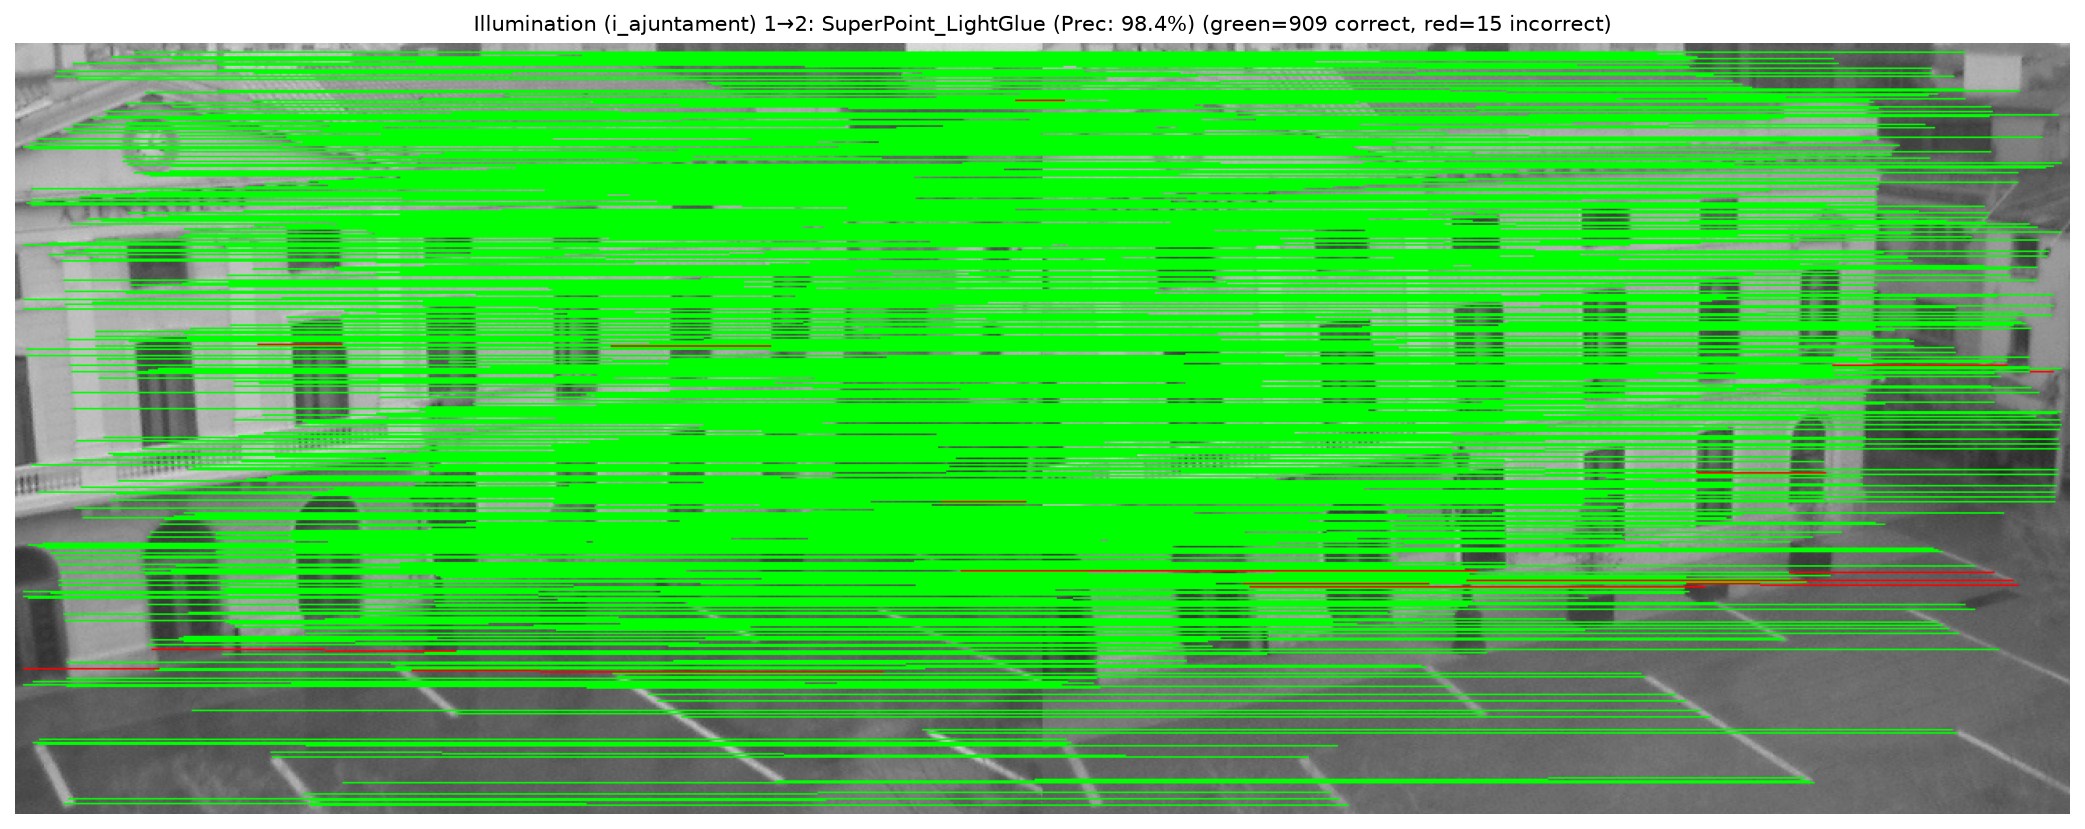 Illumination (i_ajuntament) 1→2: SuperPoint_LightGlue (Prec: 98.4%) (green=909 correct, red=15 incorrect)